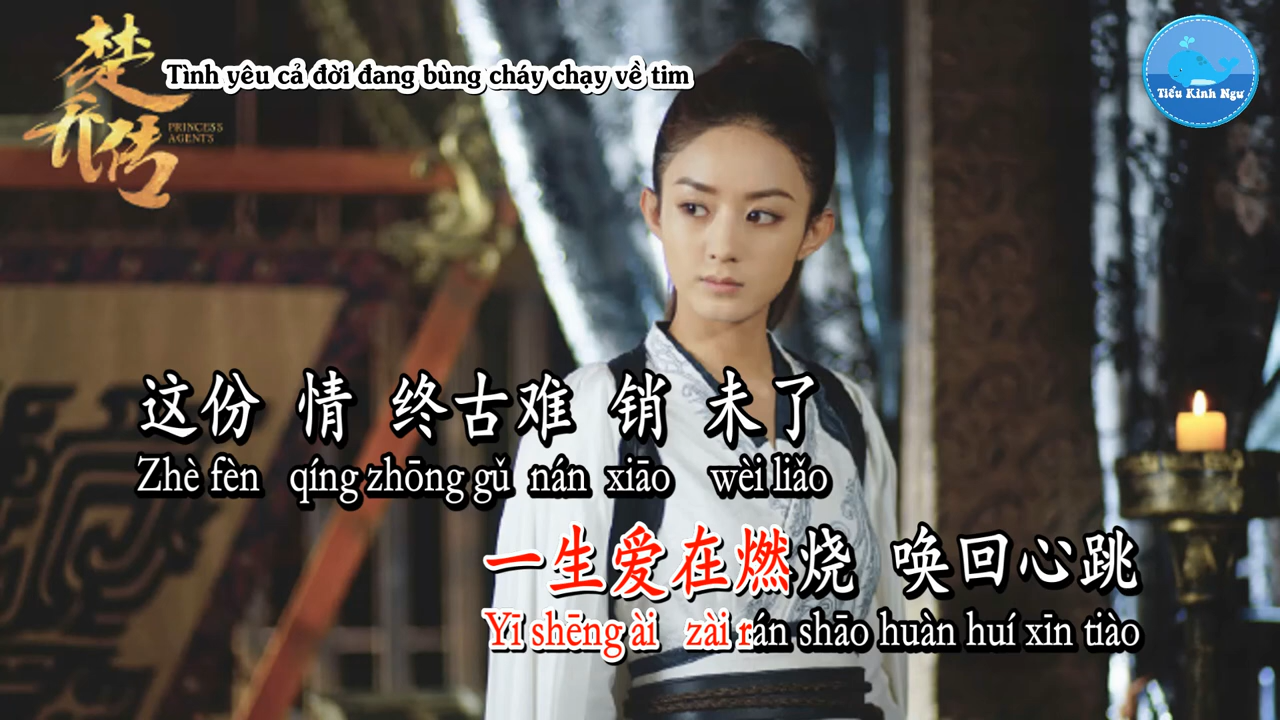 楚乔传
PRINCESS
AGENTS
Tình yêu cả đời đang bùng cháy chạy về tim
Tiểu Kình Ngư
这份 情 终古难 销 未了
Zhè fèn qíng zhōng gǔ nán xiāo wèi liǎo
一生爱在燃烧 唤回心跳
Yī shēng ài zài rán shāo huàn huí xīn tiào